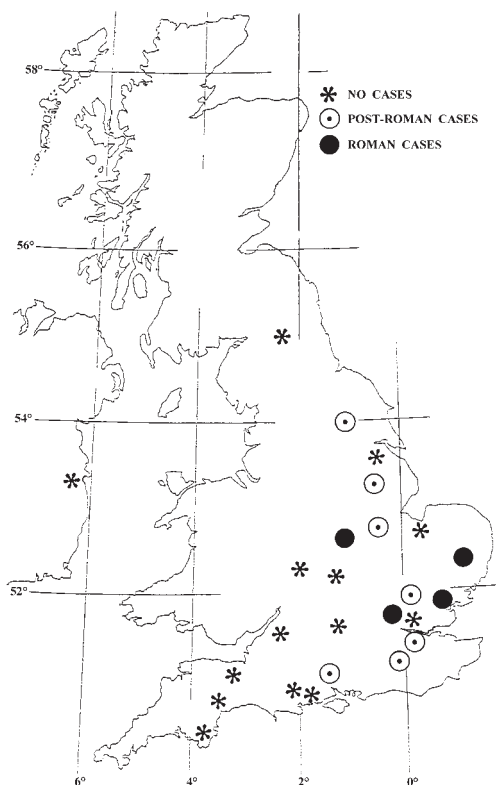 58°
NO CASES
POST-ROMAN CASES
ROMAN CASES
56°
54°
52°
6°
4°
2°
0°